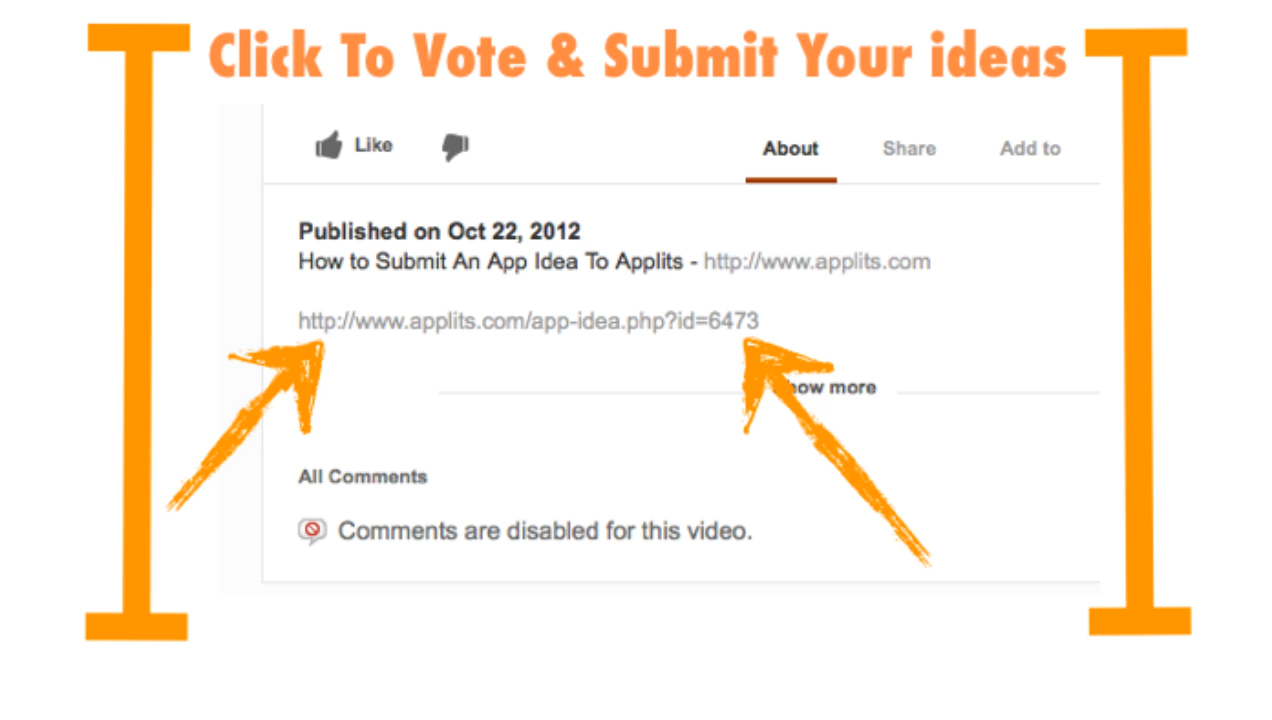 Click To Vote & Submit Your ideas
Like
About Share Add to
Published on Oct 22, 2012
How to Submit An App Idea To Applits - http://www.applits.com
http://www.applits.com/app-idea.php?id=6473
Show more
All Comments
Comments are disabled for this video.